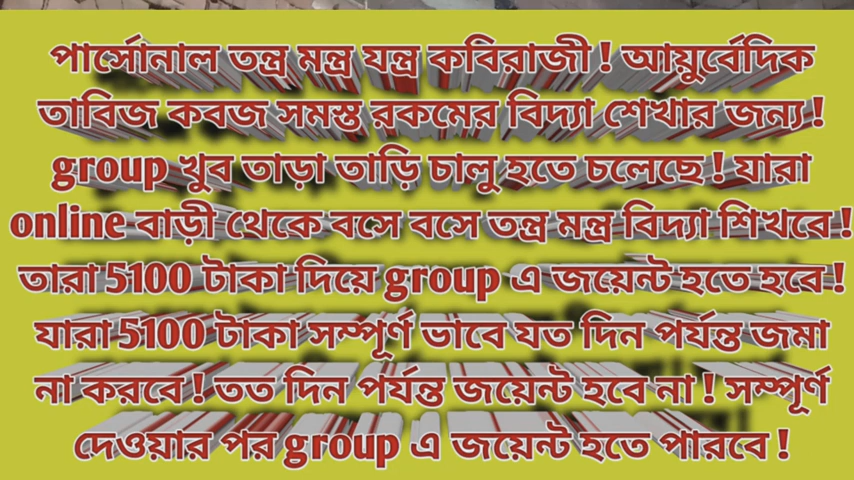 পার্সোনাল তন্ত্র মন্ত্র যন্ত্র কবিরাজী ! আয়ুর্বেদিক
তাবিজ কবজ সমস্ত রকমের বিদ্যা শেখার জন্য !
group খুব তাড়া তাড়ি চালু হতে চলেছে ! যারা
online বাড়ী থেকে বসে বসে তন্ত্র মন্ত্র বিদ্যা শিখবে !
তারা 5100 টাকা দিয়ে group এ জয়েন্ট হতে হবে !
যারা 5100 টাকা সম্পূর্ণ ভাবে যত দিন পর্যন্ত জমা
না করবে ! তত দিন পর্যন্ত জয়েন্ট হবে না ! সম্পূর্ণ
দেওয়ার পর group এ জয়েন্ট হতে পারবে !